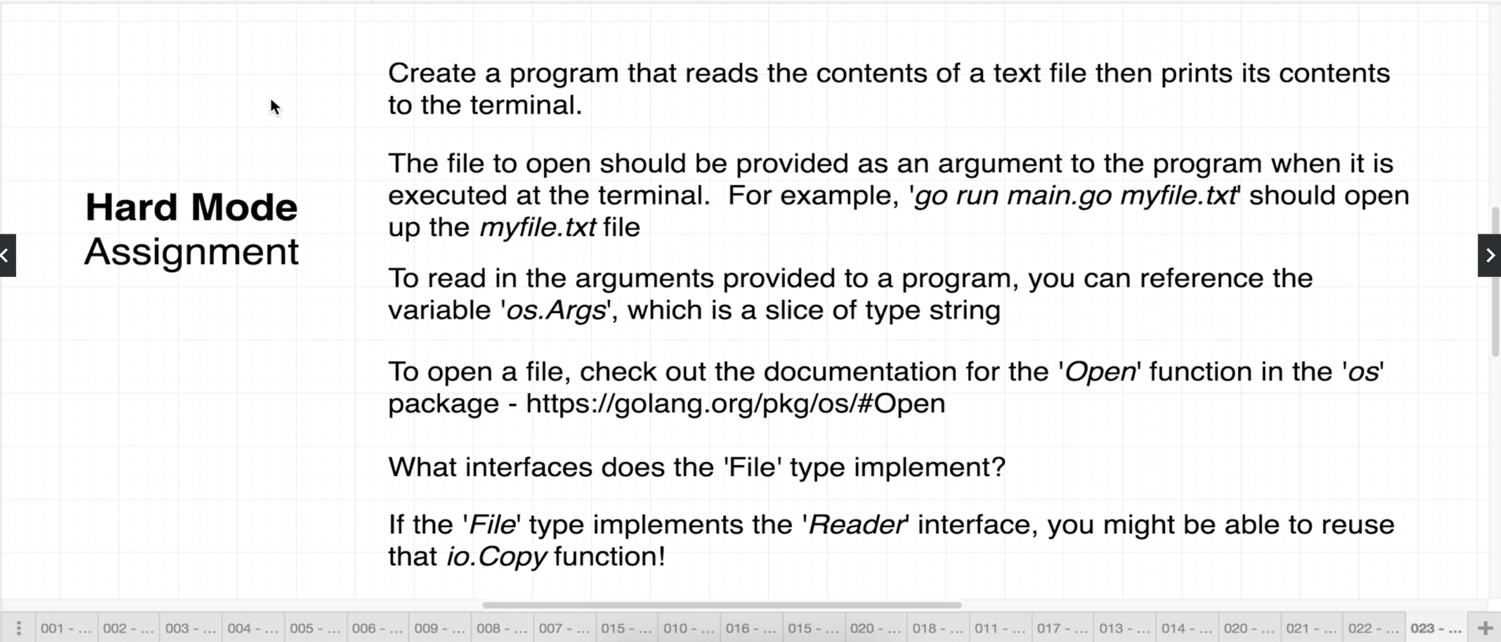 Create a program that reads the contents of a text file then prints its contents
to the terminal.
The file to open should be provided as an argument to the program when it is
executed at the terminal.  For example, 'go run main.go myfile.txt' should open
up the myfile.txt file
Hard Mode
Assignment
To read in the arguments provided to a program, you can reference the
variable 'os.Args', which is a slice of type string
To open a file, check out the documentation for the 'Open' function in the 'os'
package - https://golang.org/pkg/os/#Open
What interfaces does the 'File' type implement?
If the 'File' type implements the 'Reader' interface, you might be able to reuse
that io.Copy function!
001 - ... 002 - ... 003 - ... 004 - ... 005 - ... 006 - ... 009 - ... 008 - ... 007 - ... 015 - ... 010 - ... 016 - ... 015 - ... 020 - ... 018 - ... 011 - ... 017 - ... 013 - ... 014 - ... 020 - ... 021 - ... 022 - ... 023 - ...